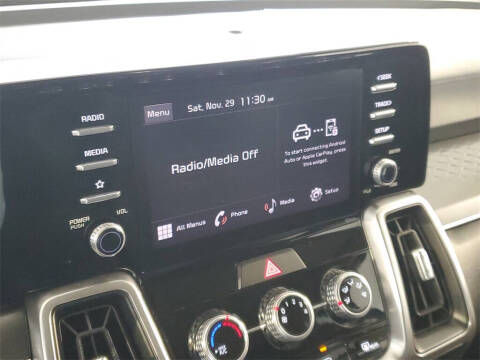 RADIO
MEDIA
POWER
PUSH
VOL
Menu
Sat, Nov. 29 11:30 AM
Radio/Media Off
To start connecting Android
Auto or Apple CarPlay, press
this widget.
All Menus
Phone
Media
Setup
SEEK
TRACK
SETUP
FILE
A/C